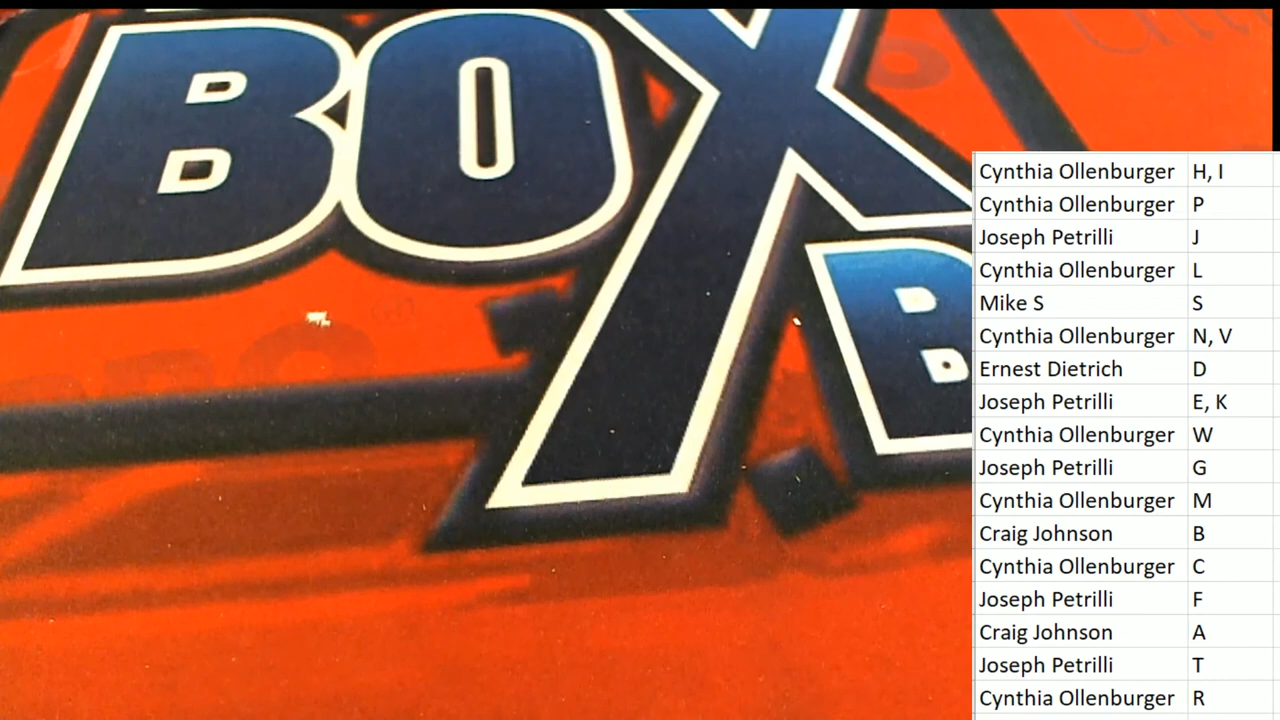 BOX
B
Cynthia Ollenburger H, I
Cynthia Ollenburger P
Joseph Petrilli J
Cynthia Ollenburger L
Mike S S
Cynthia Ollenburger N, V
Ernest Dietrich D
Joseph Petrilli E, K
Cynthia Ollenburger W
Joseph Petrilli G
Cynthia Ollenburger M
Craig Johnson B
Cynthia Ollenburger C
Joseph Petrilli F
Craig Johnson A
Joseph Petrilli T
Cynthia Ollenburger R